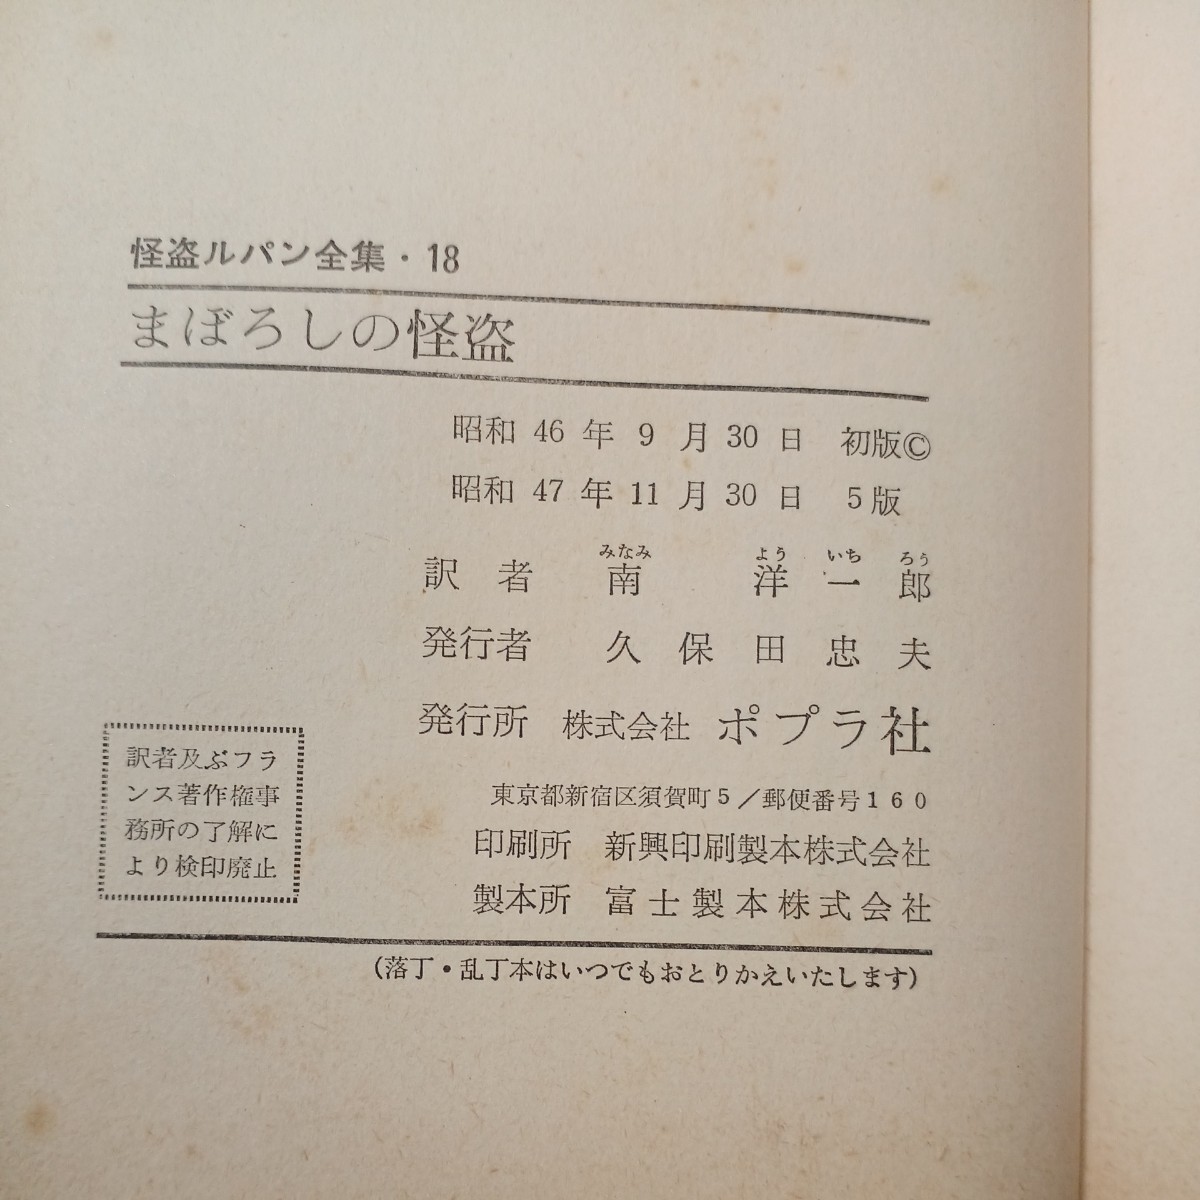 怪盗ルパン全集・18
まぼろしの怪盗
昭和 46 年 9 月 30 日 初版©
昭和 47 年 11 月 30 日 5版
みなみ よう いち ろう
訳者 南 洋一郎
発行者 久保田忠夫
発行所 株式会社 ポプラ社
東京都新宿区須賀町5/郵便番号160
印刷所 新興印刷製本株式会社
製本所 富士製本株式会社
(落丁・乱丁本はいつでもおとりかえいたします)
訳者及ぶフラ
ンス著作権事
務所の了解に
より検印廃止